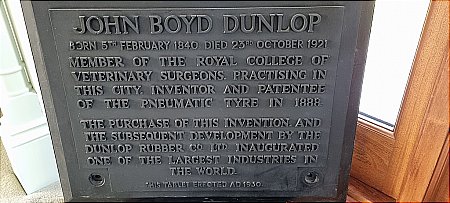 JOHN BOYD DUNLOP
BORN 5TH FEBRUARY 1840. DIED 23RD OCTOBER 1921.
MEMBER OF THE ROYAL COLLEGE OF
VETERINARY SURGEONS. PRACTISING IN
THIS CITY. INVENTOR AND PATENTEE
OF THE PNEUMATIC TYRE IN 1888.
THE PURCHASE OF THIS INVENTION, AND
THE SUBSEQUENT DEVELOPMENT BY THE
DUNLOP RUBBER CO LTD. INAUGURATED
ONE OF THE LARGEST INDUSTRIES IN
THE WORLD.
THIS TABLET ERECTED A.D. 1930.